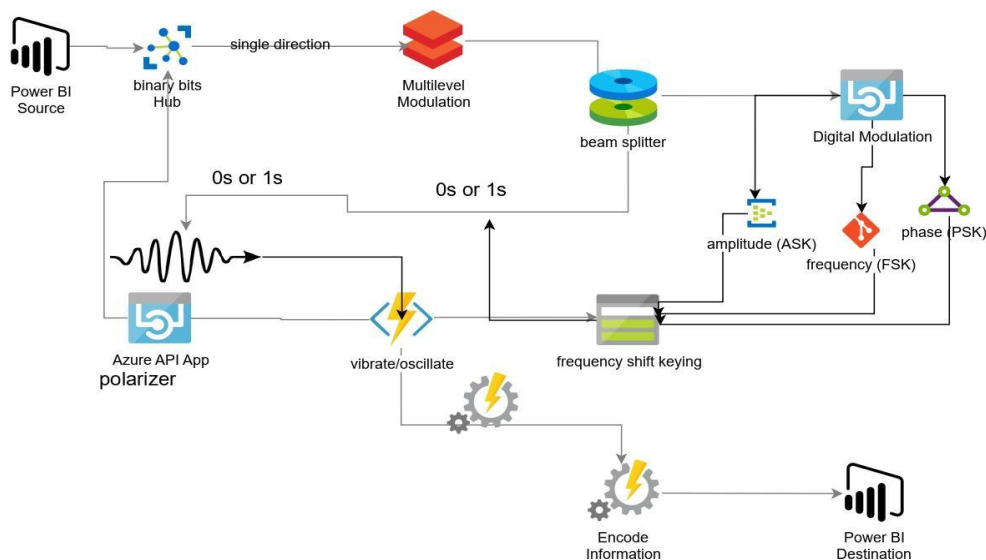 single direction
Power BI
Source
binary bits
Hub
Multilevel
Modulation
beam splitter
Digital Modulation
0s or 1s
0s or 1s
amplitude (ASK)
phase (PSK)
frequency (FSK)
Azure API App
polarizer
vibrate/oscillate
frequency shift keying
Encode
Information
Power BI
Destination